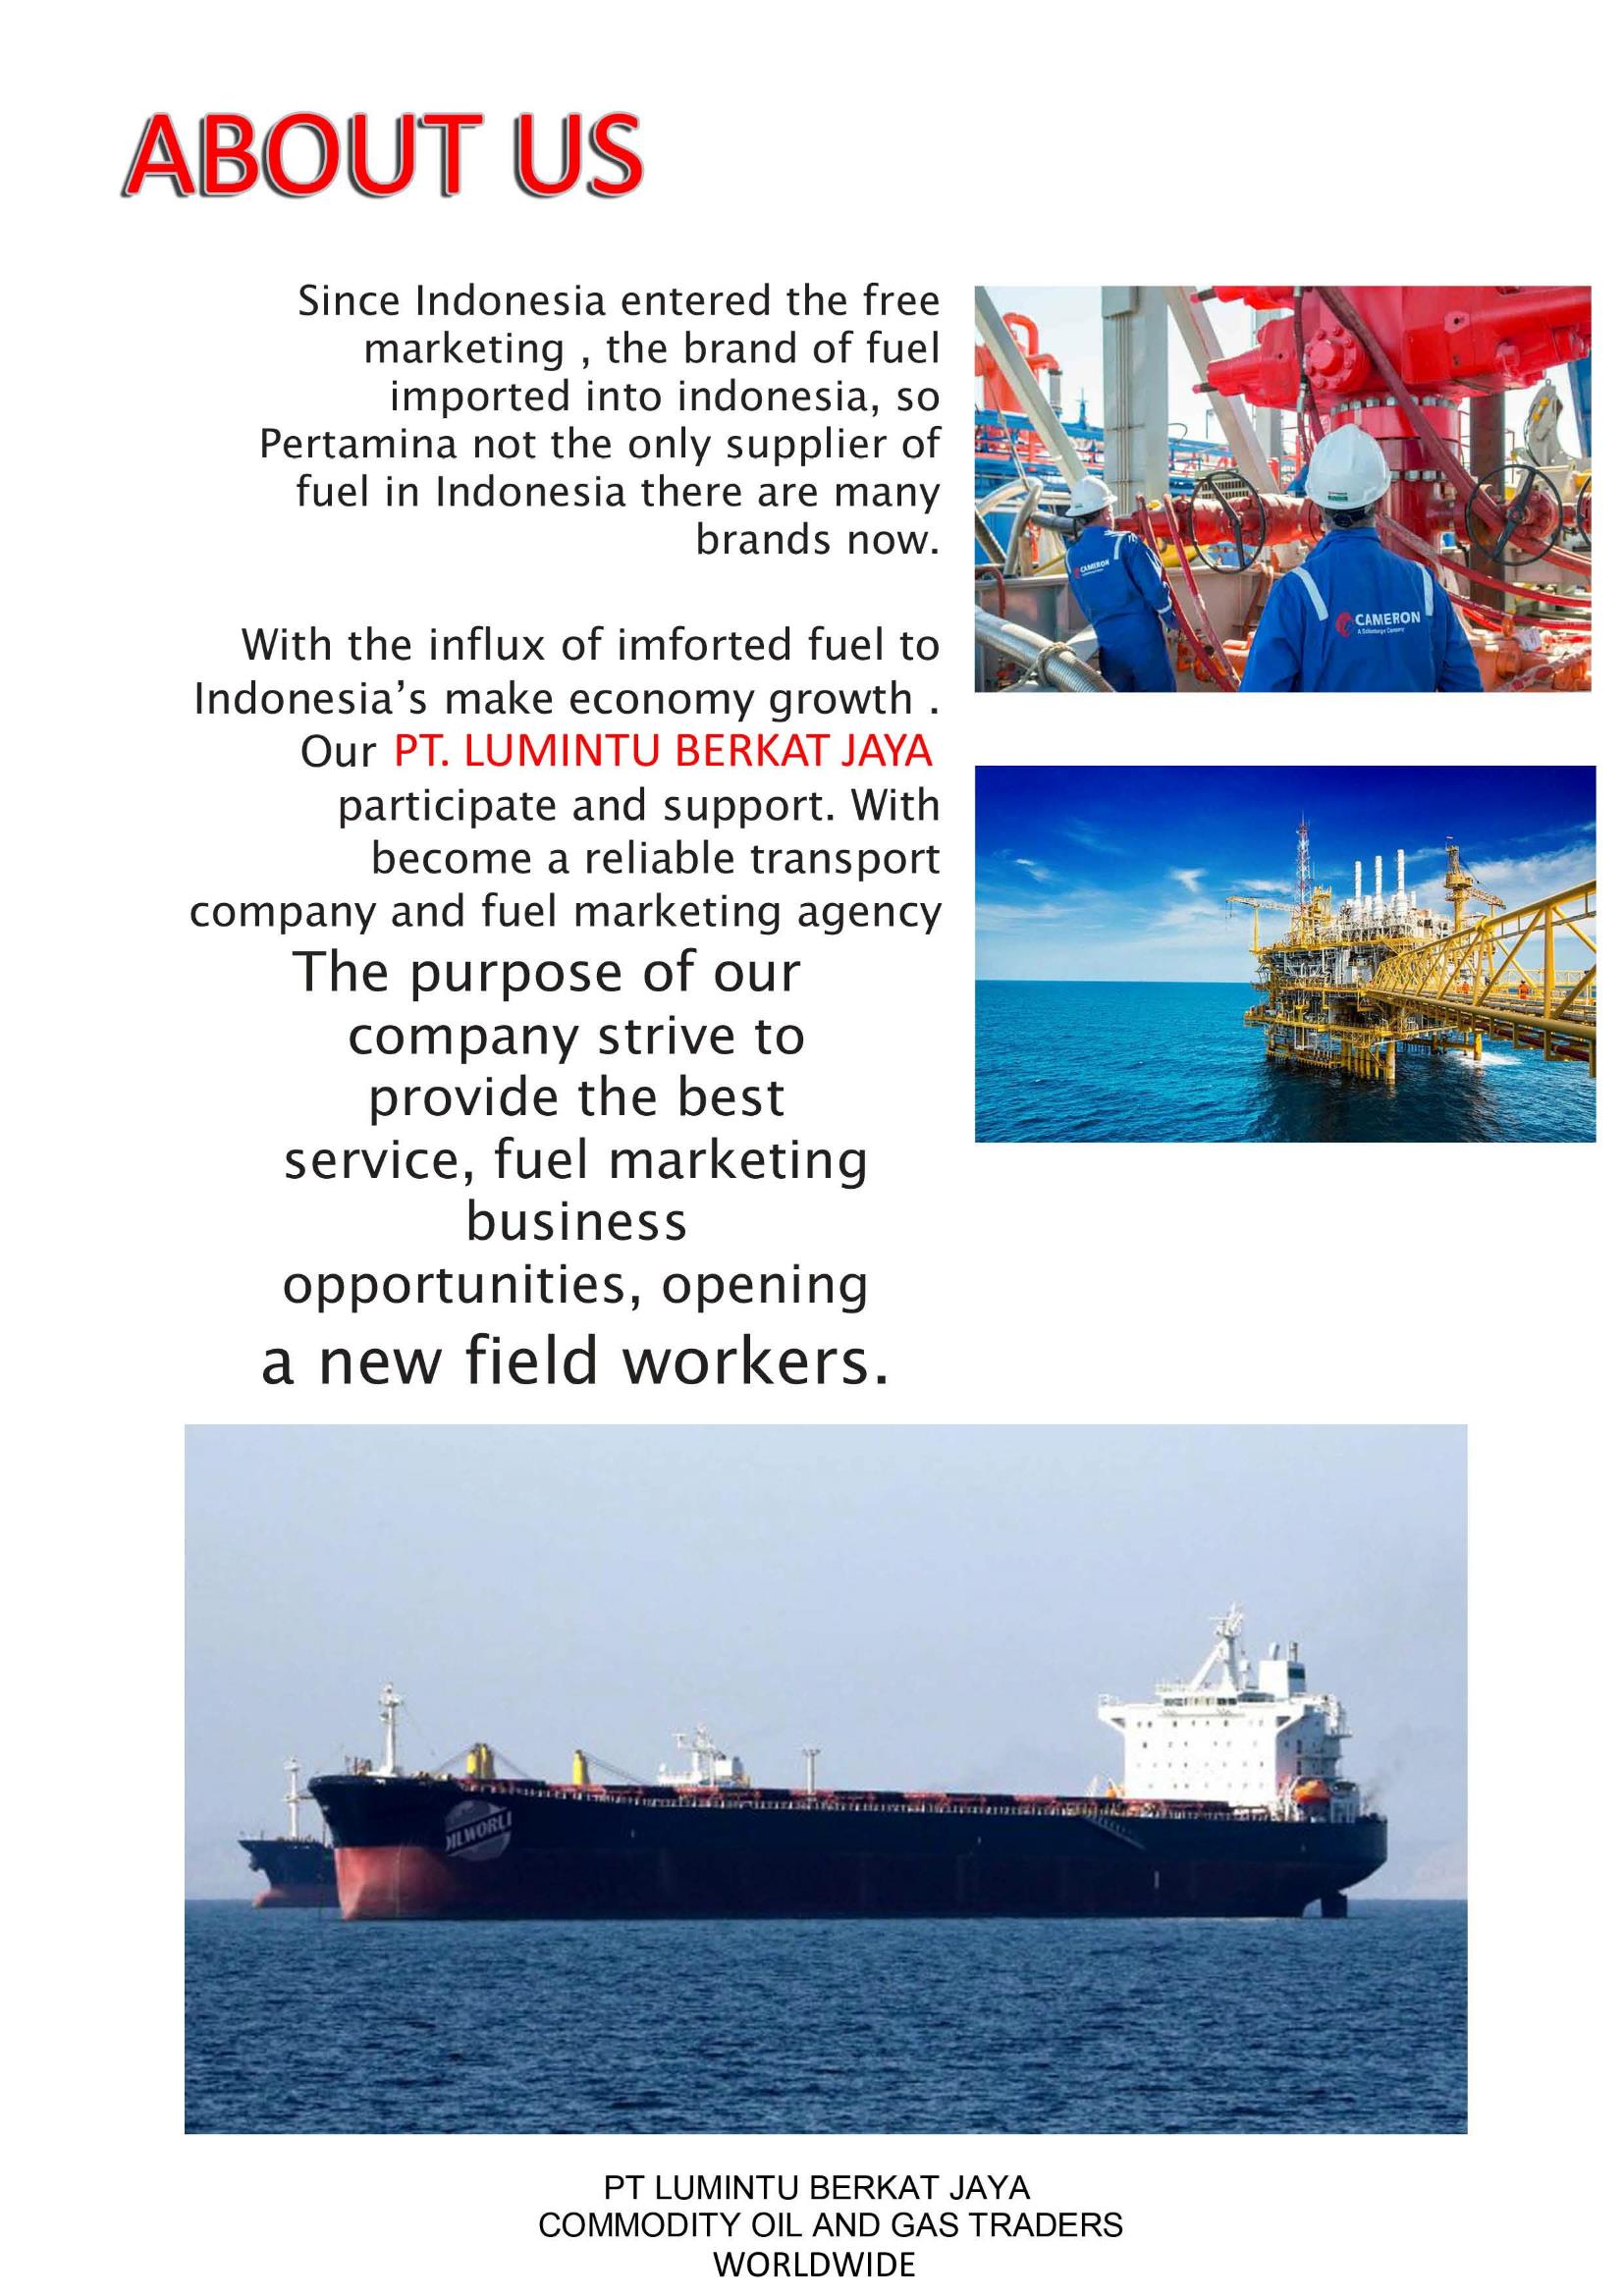 ABOUT US
Since Indonesia entered the free
marketing , the brand of fuel
imported into indonesia, so
Pertamina not the only supplier of
fuel in Indonesia there are many
brands now.
With the influx of imforted fuel to
Indonesia’s make economy growth .
Our PT. LUMINTU BERKAT JAYA
participate and support. With
become a reliable transport
company and fuel marketing agency
The purpose of our
company strive to
provide the best
service, fuel marketing
business
opportunities, opening
a new field workers.
CAMERON
CAMERON
A Schlumberger Company
OILWORLD
PT LUMINTU BERKAT JAYA
COMMODITY OIL AND GAS TRADERS
WORLDWIDE